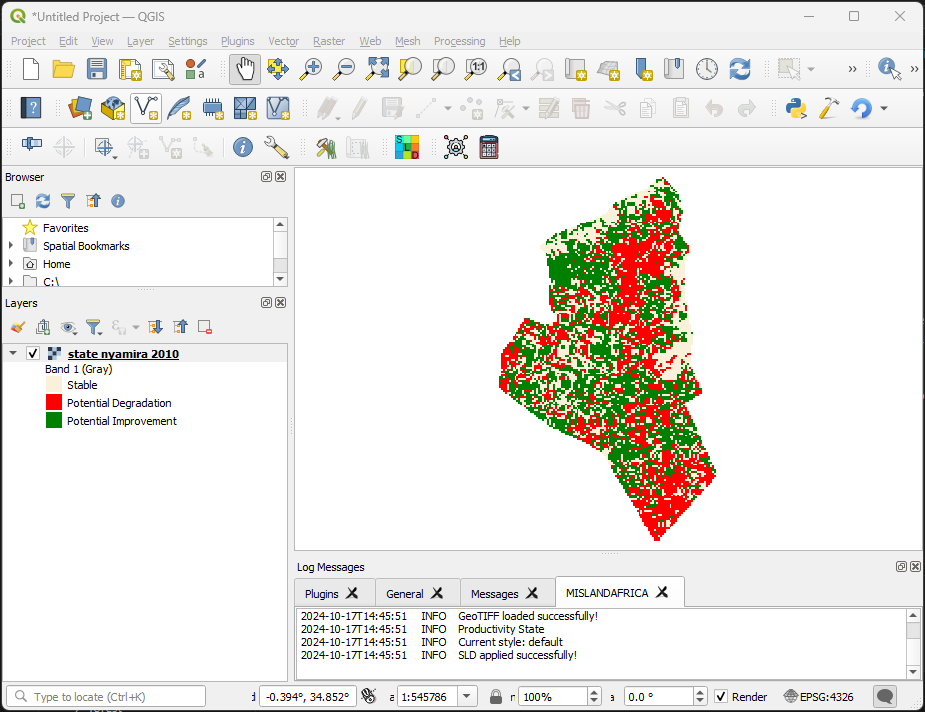 *Untitled Project — QGIS
Project Edit View Layer Settings Plugins Vector Raster Web Mesh Processing Help
Browser
Favorites
Spatial Bookmarks
Home
C:\
Layers
state nyamira 2010
Band 1 (Gray)
Stable
Potential Degradation
Potential Improvement
Log Messages
Plugins General Messages MISLANDAFRICA
2024-10-17T14:45:51 INFO GeoTIFF loaded successfully!
2024-10-17T14:45:51 INFO Productivity State
2024-10-17T14:45:51 INFO Current style: default
2024-10-17T14:45:51 INFO SLD applied successfully!
Type to locate (Ctrl+K) d -0.394°, 34.852° a 1:545786 n 100% a 0.0 ° Render EPSG:4326